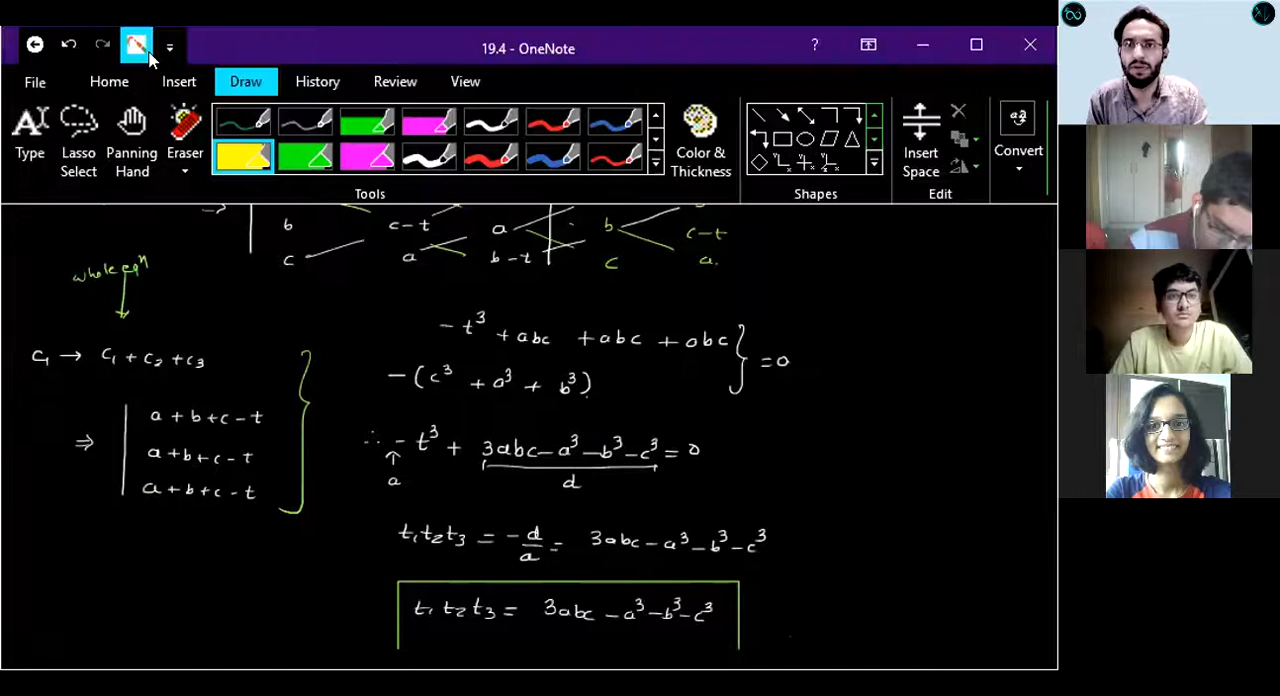 19.4 - OneNote
?
File Home Insert Draw History Review View
Type Lasso Select Panning Hand Eraser Color & Thickness Insert Space Convert
Tools Shapes Edit
b c-t a b c-t
c a b-t c a.
whole eqⁿ
-t³ + abc + abc + abc
-(c³ + a³ + b³) } = 0
C₁ → C₁ + C₂ + C₃
⇒ | a+b+c-t
a+b+c-t
a+b+c-t
∴ -t³ + 3abc - a³ - b³ - c³ = 0
a
d
t₁t₂t₃ = -d/a = 3abc - a³ - b³ - c³
t₁ t₂ t₃ = 3abc - a³ - b³ - c³